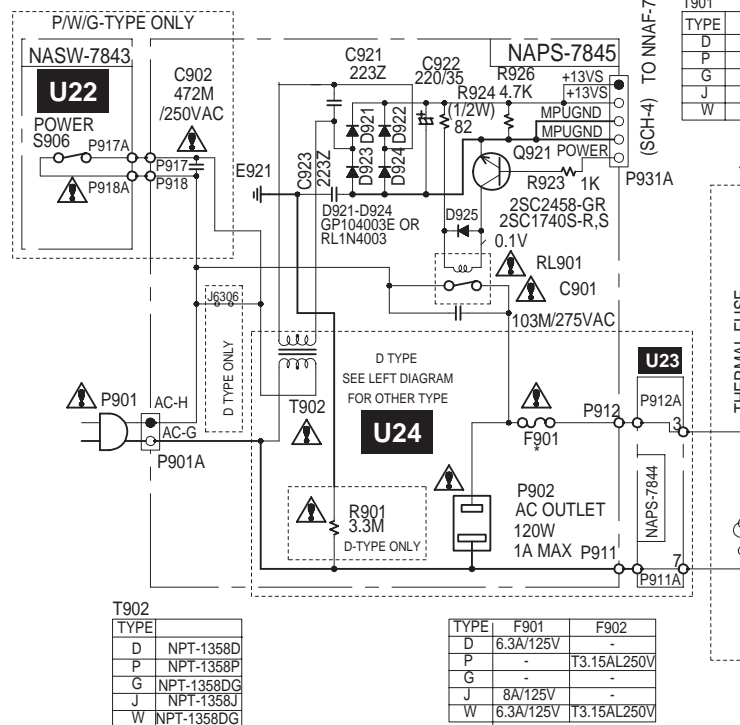 P/W/G-TYPE ONLY
NASW-7843
U22
POWER
S906
P917A
P918A
C902
472M
/250VAC
P917
P918
C921
223Z
C922
220/35
R924
(1/2W)
82
R926
4.7K
NAPS-7845
+13VS
+13VS
MPUGND
MPUGND
POWER
P931A
(SCH-4) TO NNAF-7
T901
TYPE
D
P
G
J
W
E921
C923
223Z
D921
D922
D923
D924
D921-D924
GP104003E OR
RL1N4003
Q921
R923 1K
2SC2458-GR
2SC1740S-R,S
D925
0.1V
RL901
C901
103M/275VAC
J6306
D TYPE ONLY
D TYPE
SEE LEFT DIAGRAM
FOR OTHER TYPE
U24
T902
P901
AC-H
AC-G
P901A
R901
3.3M
D-TYPE ONLY
F901
*
P902
AC OUTLET
120W
1A MAX
P912
P911
U23
P912A
3
NAPS-7844
7
P911A
THERMAL FUSE
T902
TYPE
D NPT-1358D
P NPT-1358P
G NPT-1358DG
J NPT-1358J
W NPT-1358DG
TYPE F901 F902
D 6.3A/125V -
P - T3.15AL250V
G - -
J 8A/125V -
W 6.3A/125V T3.15AL250V